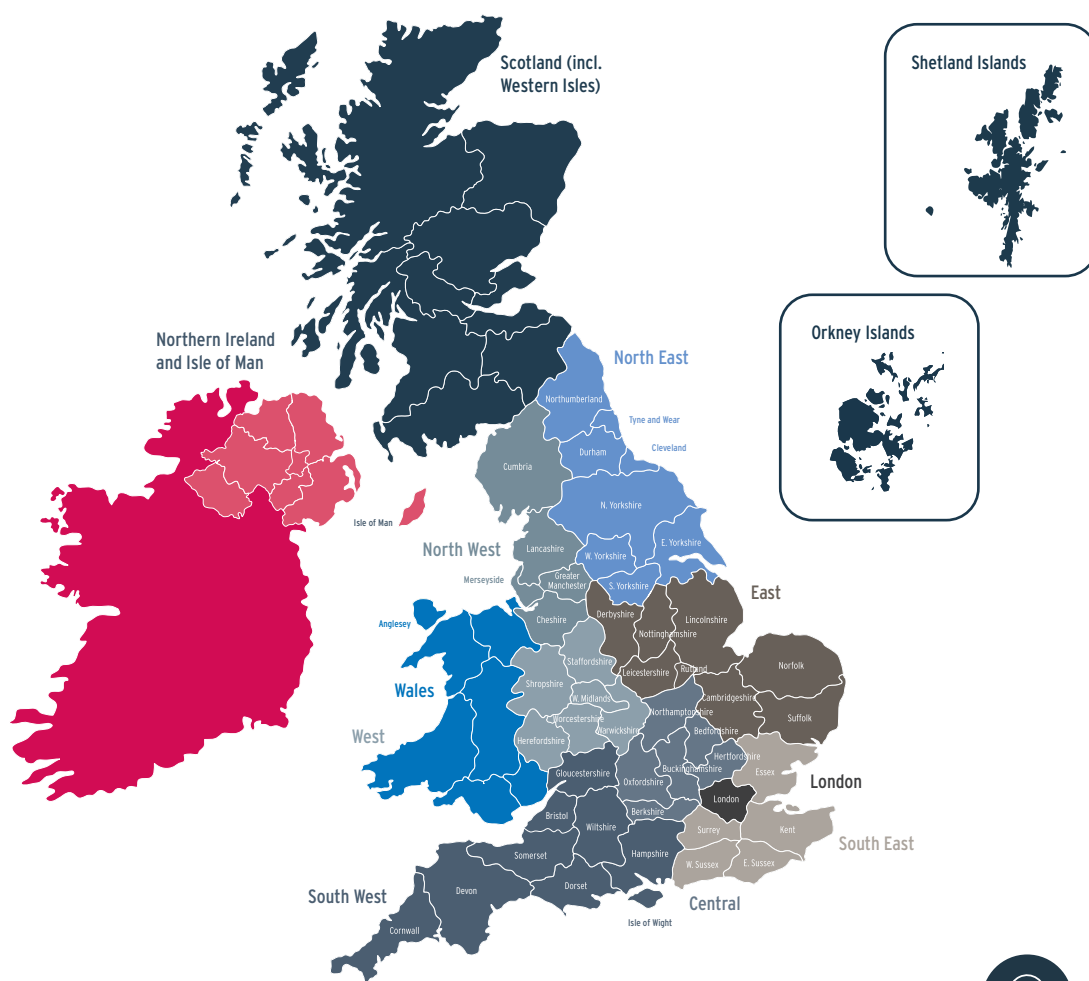 Scotland (incl.
Western Isles)
Shetland Islands
Orkney Islands
Northern Ireland
and Isle of Man
North East
Northumberland
Tyne and Wear
Cleveland
Durham
Cumbria
N. Yorkshire
Isle of Man
E. Yorkshire
North West
Lancashire
W. Yorkshire
Merseyside
Greater
Manchester
S. Yorkshire
East
Derbyshire
Lincolnshire
Anglesey
Cheshire
Nottinghamshire
Staffordshire
Norfolk
Leicestershire
Rutland
Wales
Shropshire
W. Midlands
Cambridgeshire
Northamptonshire
Suffolk
Worcestershire
Warwickshire
Bedfordshire
West
Herefordshire
Hertfordshire
Gloucestershire
Buckinghamshire
Essex
Oxfordshire
London
London
Bristol
Berkshire
Wiltshire
Surrey
Kent
South East
Somerset
Hampshire
W. Sussex
E. Sussex
South West
Devon
Dorset
Central
Isle of Wight
Cornwall